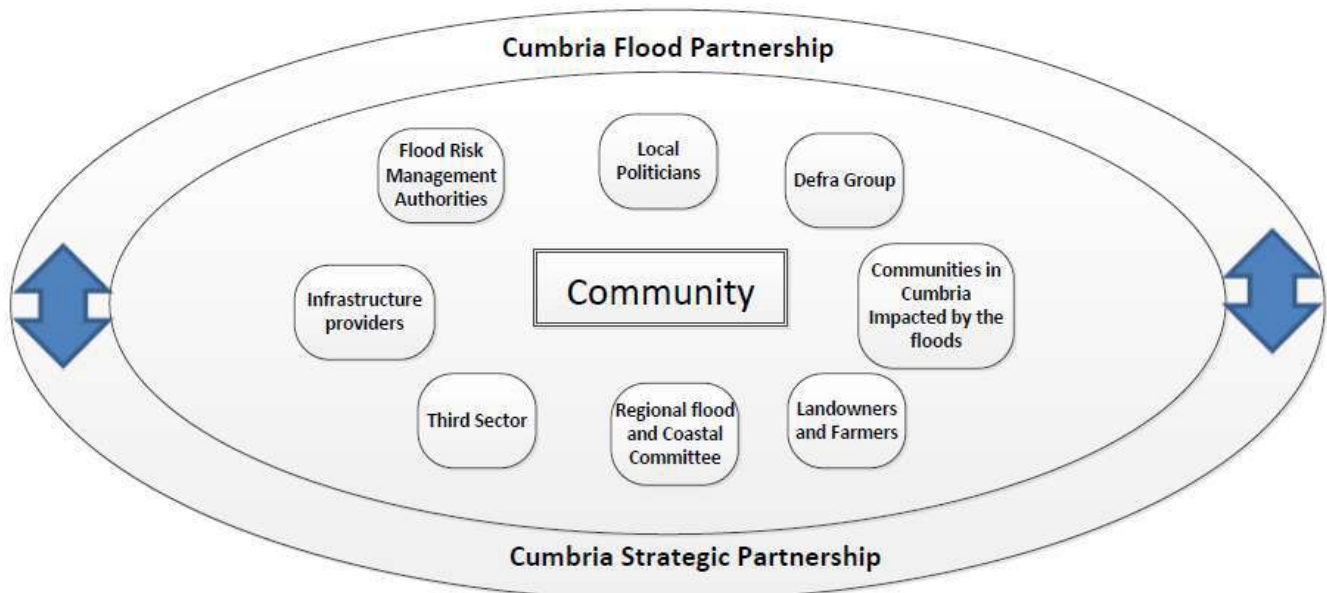 Cumbria Flood Partnership
Flood Risk
Management
Authorities
Local
Politicians
Defra Group
Infrastructure
providers
Community
Communities in
Cumbria
Impacted by the
floods
Third Sector
Regional flood
and Coastal
Committee
Landowners
and Farmers
Cumbria Strategic Partnership